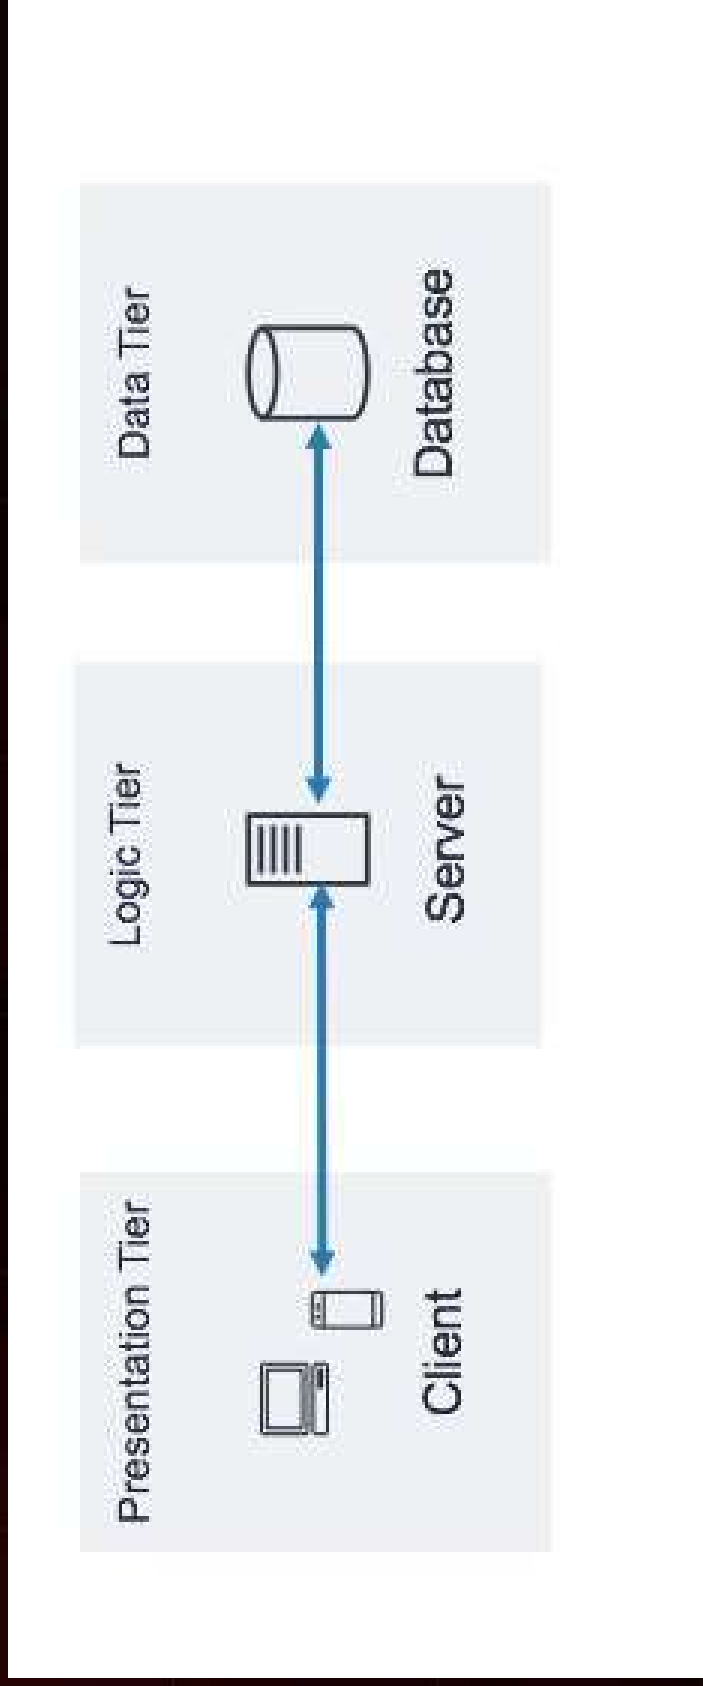 Presentation Tier
Client
Logic Tier
Server
Data Tier
Database